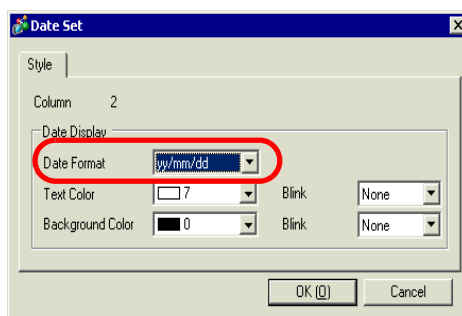 Date Set
Style
Column 2
Date Display
Date Format yy/mm/dd
Text Color 7 Blink None
Background Color 0 Blink None
OK (O) Cancel